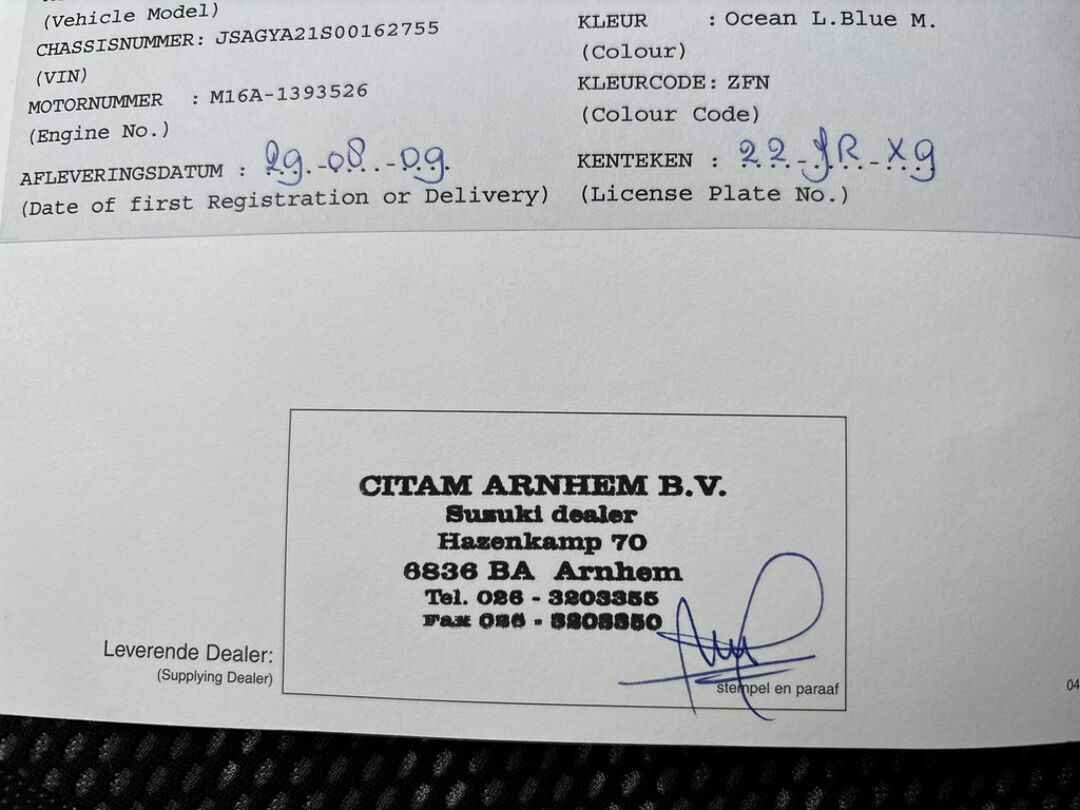 (Vehicle Model)
CHASSISNUMMER: JSAGYA21S00162755
(VIN)
MOTORNUMMER : M16A-1393526
(Engine No.)
AFLEVERINGSDATUM : 29-08-09
(Date of first Registration or Delivery)
KLEUR : Ocean L.Blue M.
(Colour)
KLEURCODE: ZFN
(Colour Code)
KENTEKEN : 22-JR-XG
(License Plate No.)
CITAM ARNHEM B.V.
Suzuki dealer
Hazenkamp 70
6836 BA Arnhem
Tel. 026 - 3203355
Fax 026 - 3203350
Leverende Dealer:
(Supplying Dealer)
stempel en paraaf
04